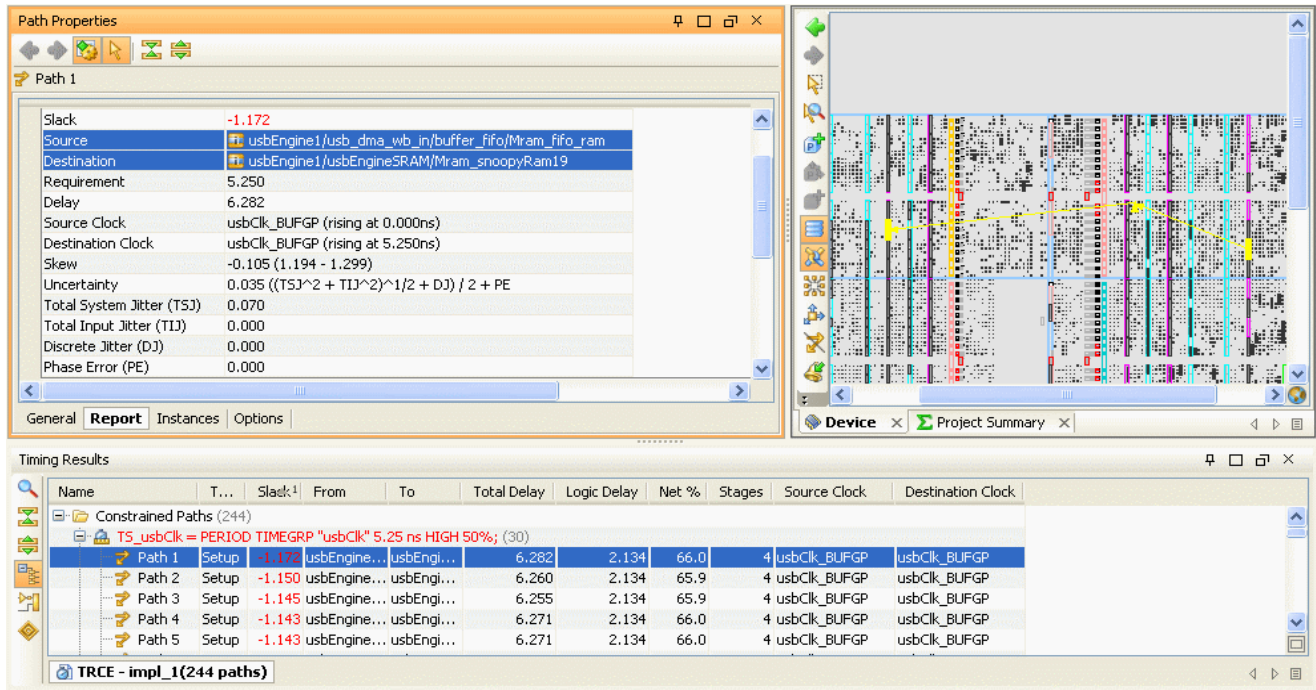 Path Properties
Path 1
Slack -1.172
Source usbEngine1/usb_dma_wb_in/buffer_fifo/Mram_fifo_ram
Destination usbEngine1/usbEngineSRAM/Mram_snoopyRam19
Requirement 5.250
Delay 6.282
Source Clock usbClk_BUFGP (rising at 0.000ns)
Destination Clock usbClk_BUFGP (rising at 5.250ns)
Skew -0.105 (1.194 - 1.299)
Uncertainty 0.035 ((TSJ^2 + TIJ^2)^1/2 + DJ) / 2 + PE
Total System Jitter (TSJ) 0.070
Total Input Jitter (TIJ) 0.000
Discrete Jitter (DJ) 0.000
Phase Error (PE) 0.000
General Report Instances Options
Device Project Summary
Timing Results
Name T... Slack 1 From To Total Delay Logic Delay Net % Stages Source Clock Destination Clock
Constrained Paths (244)
TS_usbClk = PERIOD TIMEGRP "usbClk" 5.25 ns HIGH 50%; (30)
Path 1 Setup -1.172 usbEngine... usbEngi... 6.282 2.134 66.0 4 usbClk_BUFGP usbClk_BUFGP
Path 2 Setup -1.150 usbEngine... usbEngi... 6.260 2.134 65.9 4 usbClk_BUFGP usbClk_BUFGP
Path 3 Setup -1.145 usbEngine... usbEngi... 6.255 2.134 65.9 4 usbClk_BUFGP usbClk_BUFGP
Path 4 Setup -1.143 usbEngine... usbEngi... 6.271 2.134 66.0 4 usbClk_BUFGP usbClk_BUFGP
Path 5 Setup -1.143 usbEngine... usbEngi... 6.271 2.134 66.0 4 usbClk_BUFGP usbClk_BUFGP
TRCE - impl_1(244 paths)